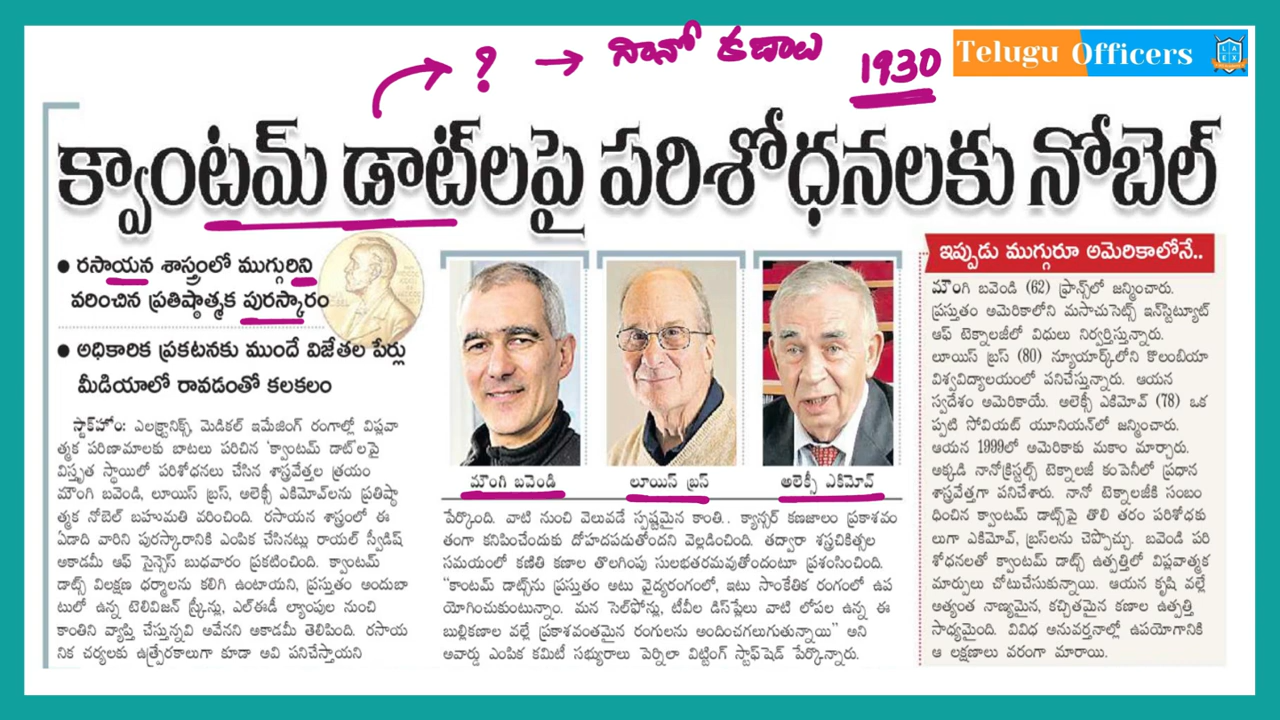 ? → నానో కణాలు
1930
Telugu Officers
క్వాంటమ్ డాట్‌లపై పరిశోధనలకు నోబెల్
● రసాయన శాస్త్రంలో ముగ్గురిని
వరించిన ప్రతిష్ఠాత్మక పురస్కారం
● అధికారిక ప్రకటనకు ముందే విజేతల పేర్లు
మీడియాలో రావడంతో కలకలం
స్టాక్‌హోం: ఎలక్ట్రానిక్స్, మెడికల్ ఇమేజింగ్ రంగాల్లో విప్లవా
త్మక పరిణామాలకు బాటలు పరిచిన ‘క్వాంటమ్ డాట్’లపై
విస్తృత స్థాయిలో పరిశోధనలు చేసిన శాస్త్రవేత్తల త్రయం
మౌంగి బవెండి, లూయిస్ బ్రస్, అలెక్సీ ఎకిమోవ్‌లను ప్రతిష్ఠా
త్మక నోబెల్ బహుమతి వరించింది. రసాయన శాస్త్రంలో ఈ
ఏడాది వారిని పురస్కారానికి ఎంపిక చేసినట్లు రాయల్ స్వీడిష్
అకాడమీ ఆఫ్ సైన్సెస్ బుధవారం ప్రకటించింది. క్వాంటమ్
డాట్స్ విలక్షణ ధర్మాలను కలిగి ఉంటాయని, ప్రస్తుతం అందుబా
టులో ఉన్న టెలివిజన్ స్క్రీన్లు, ఎల్ఈడీ ల్యాంపుల నుంచి
కాంతిని వ్యాప్తి చేస్తున్నవి అవేనని అకాడమీ తెలిపింది. రసాయ
నిక చర్యలకు ఉత్ప్రేరకాలుగా కూడా అవి పనిచేస్తాయని
మౌంగి బవెండి
లూయిస్ బ్రస్
అలెక్సీ ఎకిమోవ్
పేర్కొంది. వాటి నుంచి వెలువడే స్పష్టమైన కాంతి.. క్యాన్సర్ కణజాలం ప్రకాశవం
తంగా కనిపించేందుకు దోహదపడుతోందని వెల్లడించింది. తద్వారా శస్త్రచికిత్సల
సమయంలో కణితి కణాల తొలగింపు సులభతరమవుతోందంటూ ప్రశంసించింది.
‘‘కాంటమ్ డాట్స్‌ను ప్రస్తుతం అటు వైద్యరంగంలో, ఇటు సాంకేతిక రంగంలో ఉప
యోగించుకుంటున్నాం. మన సెల్‌ఫోన్లు, టీవీల డిస్‌ప్లేలు వాటి లోపల ఉన్న ఈ
బుల్లికణాల వల్లే ప్రకాశవంతమైన రంగులను అందించగలుగుతున్నాయి’’ అని
అవార్డు ఎంపిక కమిటీ సభ్యురాలు పెర్నిలా విట్టింగ్ స్టాఫ్‌షెడ్ పేర్కొన్నారు.
ఇప్పుడు ముగ్గురూ అమెరికాలోనే..
మౌంగి బవెండి (62) ఫ్రాన్స్‌లో జన్మించారు.
ప్రస్తుతం అమెరికాలోని మసాచుసెట్స్ ఇన్‌స్టిట్యూట్
ఆఫ్ టెక్నాలజీలో విధులు నిర్వర్తిస్తున్నారు.
లూయిస్ బ్రస్ (80) న్యూయార్క్‌లోని కొలంబియా
విశ్వవిద్యాలయంలో పనిచేస్తున్నారు. ఆయన
స్వదేశం అమెరికాయే. అలెక్సీ ఎకిమోవ్ (78) ఒక
ప్పటి సోవియట్ యూనియన్‌లో జన్మించారు.
ఆయన 1999లో అమెరికాకు మకాం మార్చారు.
అక్కడి నానోక్రిస్టల్స్ టెక్నాలజీ కంపెనీలో ప్రధాన
శాస్త్రవేత్తగా పనిచేశారు. నానో టెక్నాలజీకి సంబం
ధించిన క్వాంటమ్ డాట్స్‌పై తొలి తరం పరిశోధకు
లుగా ఎకిమోవ్, బ్రస్‌లను చెప్పొచ్చు. బవెండి పరి
శోధనలతో క్వాంటమ్ డాట్స్ ఉత్పత్తిలో విప్లవాత్మక
మార్పులు చోటుచేసుకున్నాయి. ఆయన కృషి వల్లే
అత్యంత నాణ్యమైన, కచ్చితమైన కణాల ఉత్పత్తి
సాధ్యమైంది. వివిధ అనువర్తనాల్లో ఉపయోగానికి
ఆ లక్షణాలు వరంగా మారాయి.